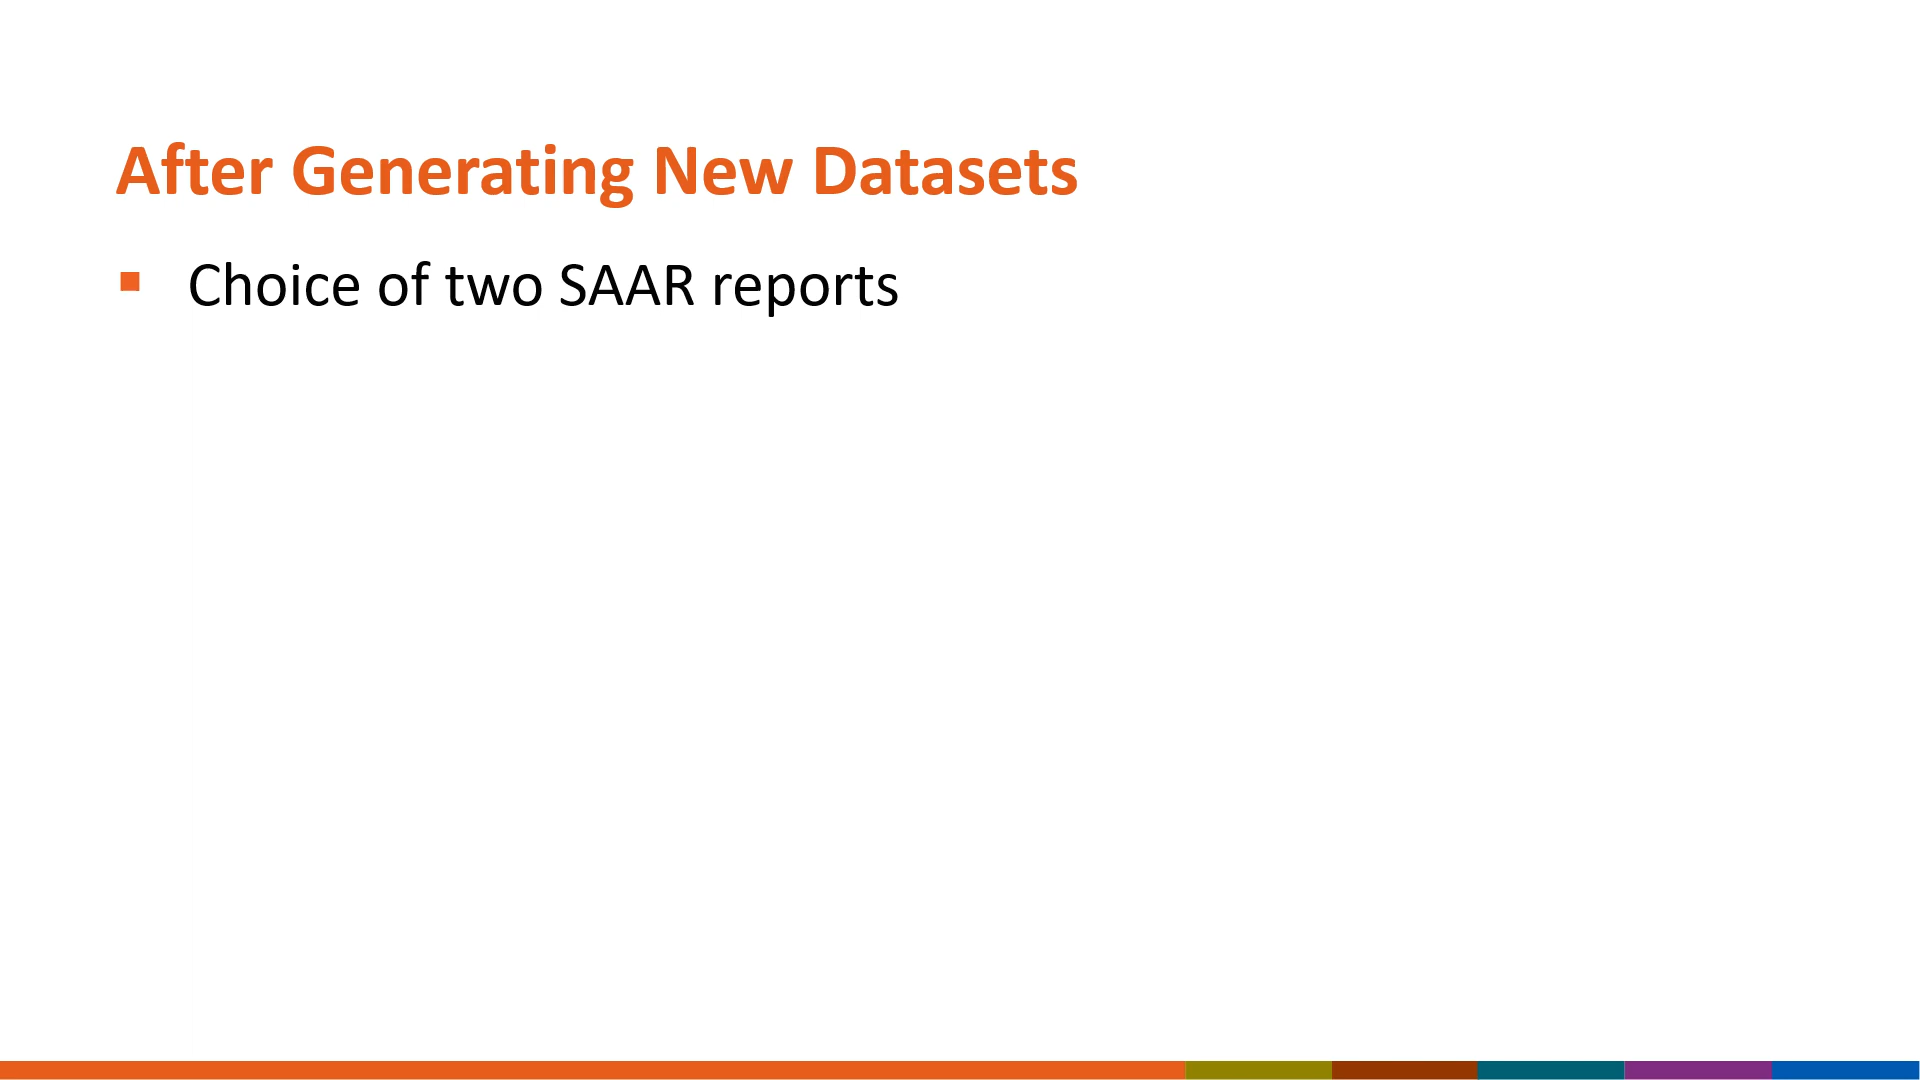 After Generating New Datasets
▪ Choice of two SAAR reports